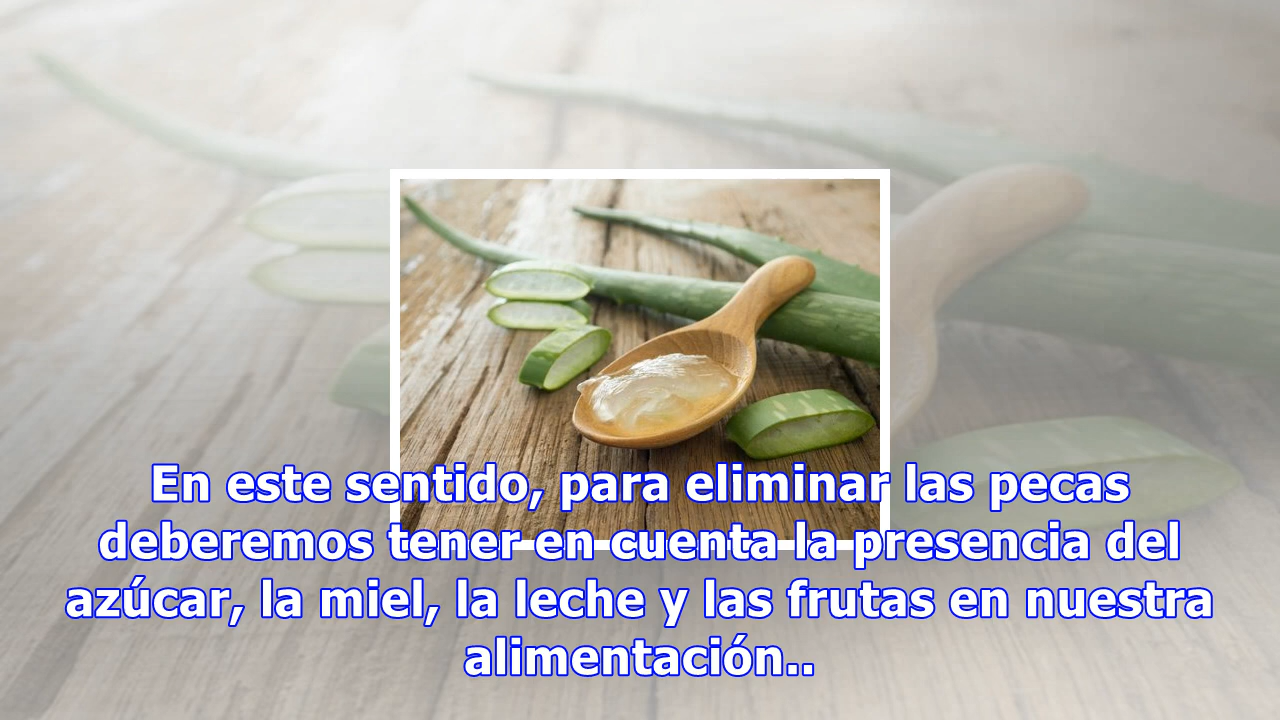 En este sentido, para eliminar las pecas
deberemos tener en cuenta la presencia del
azúcar, la miel, la leche y las frutas en nuestra
alimentación..